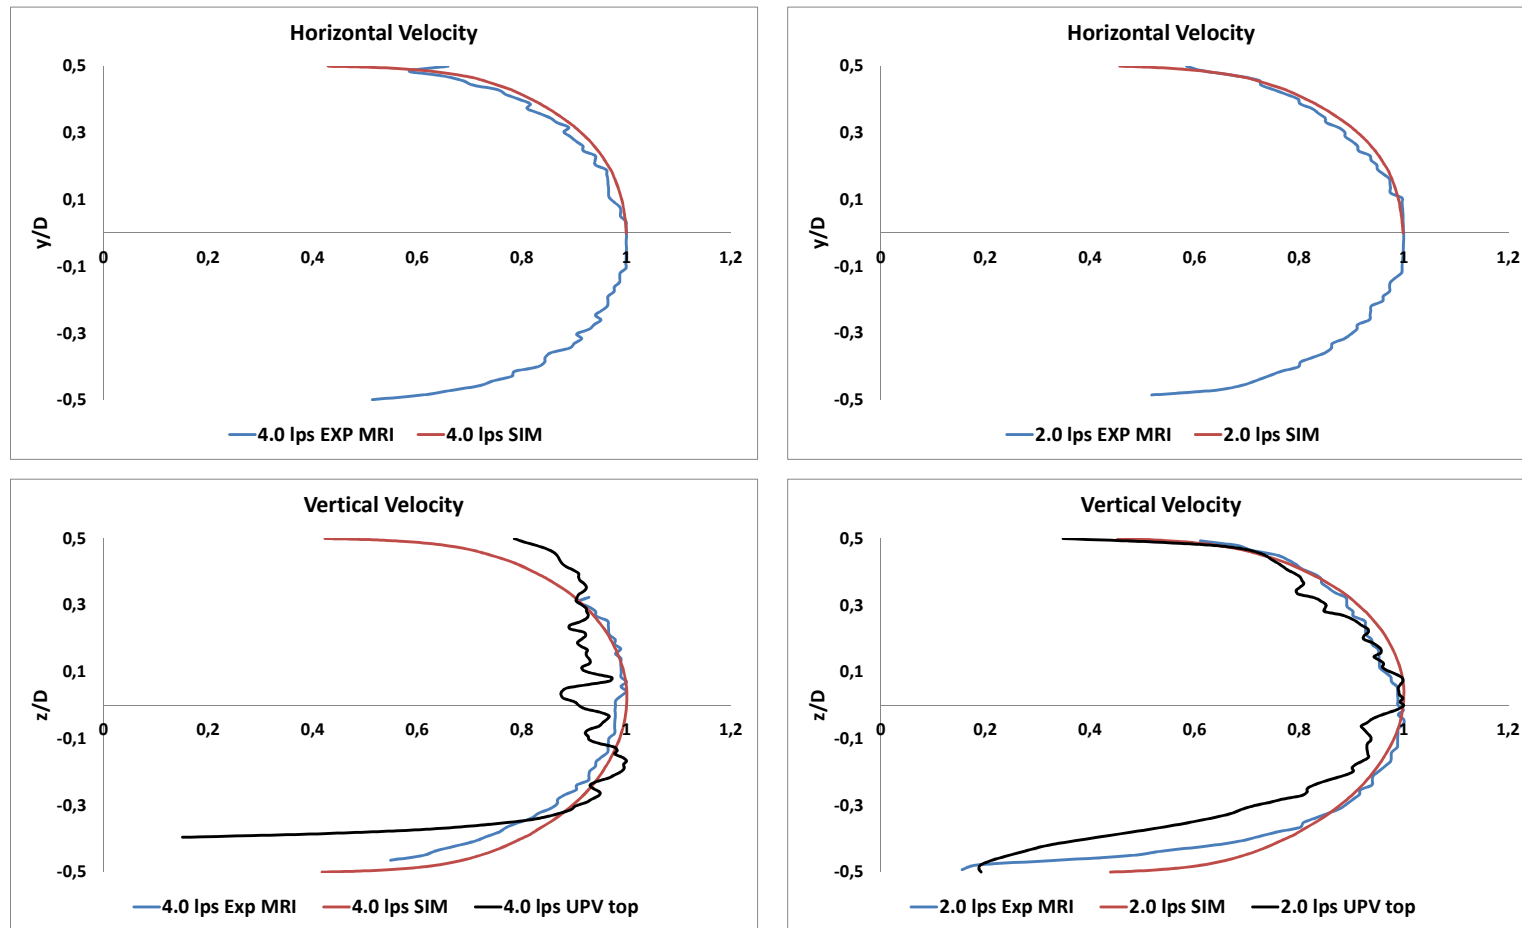 Horizontal Velocity
0,5
0,3
0,1
-0,1
-0,3
-0,5
y/D
0 0,2 0,4 0,6 0,8 1 1,2
4.0 lps EXP MRI 4.0 lps SIM
Horizontal Velocity
0,5
0,3
0,1
-0,1
-0,3
-0,5
y/D
0 0,2 0,4 0,6 0,8 1 1,2
2.0 lps EXP MRI 2.0 lps SIM
Vertical Velocity
0,5
0,3
0,1
-0,1
-0,3
-0,5
z/D
0 0,2 0,4 0,6 0,8 1 1,2
4.0 lps Exp MRI 4.0 lps SIM 4.0 lps UPV top
Vertical Velocity
0,5
0,3
0,1
-0,1
-0,3
-0,5
z/D
0 0,2 0,4 0,6 0,8 1 1,2
2.0 lps Exp MRI 2.0 lps SIM 2.0 lps UPV top